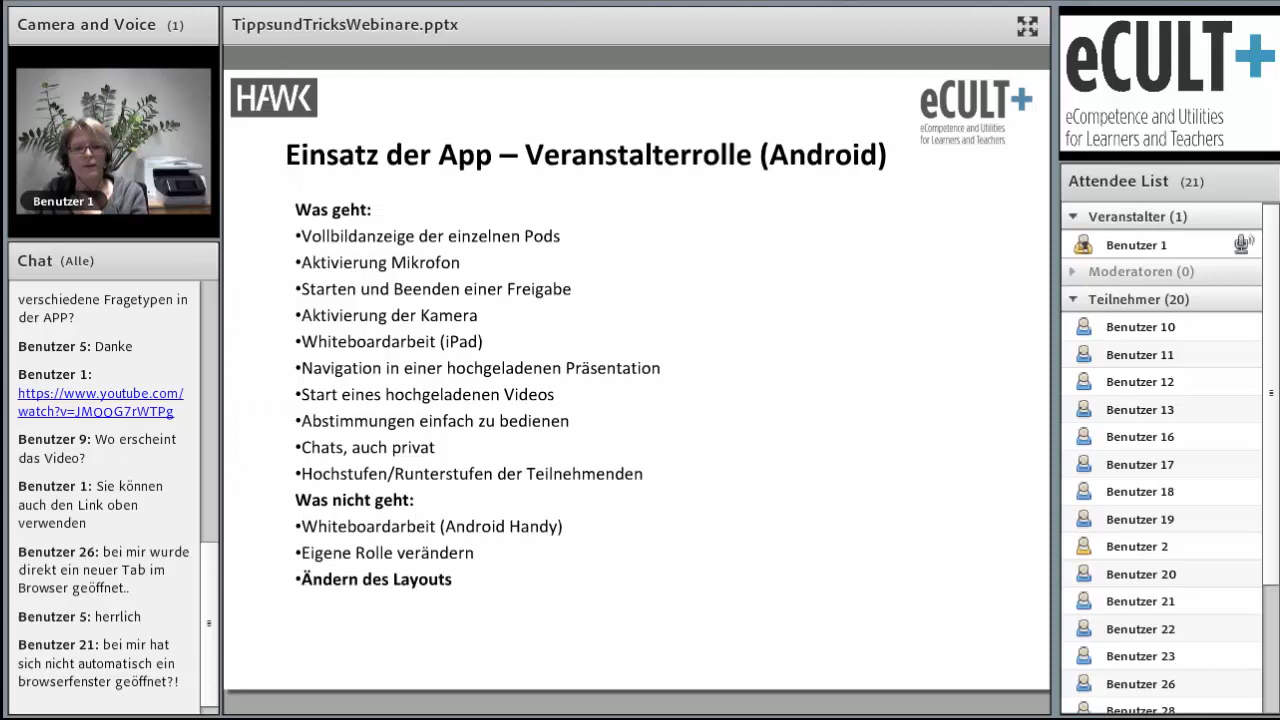 Camera and Voice (1)
Benutzer 1
Chat (Alle)
verschiedene Fragetypen in
der APP?
Benutzer 5: Danke
Benutzer 1:
https://www.youtube.com/
watch?v=JMOOG7rWTPg
Benutzer 9: Wo erscheint
das Video?
Benutzer 1: Sie können
auch den Link oben
verwenden
Benutzer 26: bei mir wurde
direkt ein neuer Tab im
Browser geöffnet..
Benutzer 5: herrlich
Benutzer 21: bei mir hat
sich nicht automatisch ein
browserfenster geöffnet?!
TippsundTricksWebinare.pptx
HAWK
eCULT+
eCompetence and Utilities
for Learners and Teachers
Einsatz der App – Veranstalterrolle (Android)
Was geht:
•Vollbildanzeige der einzelnen Pods
•Aktivierung Mikrofon
•Starten und Beenden einer Freigabe
•Aktivierung der Kamera
•Whiteboardarbeit (iPad)
•Navigation in einer hochgeladenen Präsentation
•Start eines hochgeladenen Videos
•Abstimmungen einfach zu bedienen
•Chats, auch privat
•Hochstufen/Runterstufen der Teilnehmenden
Was nicht geht:
•Whiteboardarbeit (Android Handy)
•Eigene Rolle verändern
•Ändern des Layouts
eCULT+
eCompetence and Utilities
for Learners and Teachers
Attendee List (21)
Veranstalter (1)
Benutzer 1
Moderatoren (0)
Teilnehmer (20)
Benutzer 10
Benutzer 11
Benutzer 12
Benutzer 13
Benutzer 16
Benutzer 17
Benutzer 18
Benutzer 19
Benutzer 2
Benutzer 20
Benutzer 21
Benutzer 22
Benutzer 23
Benutzer 26
Benutzer 28